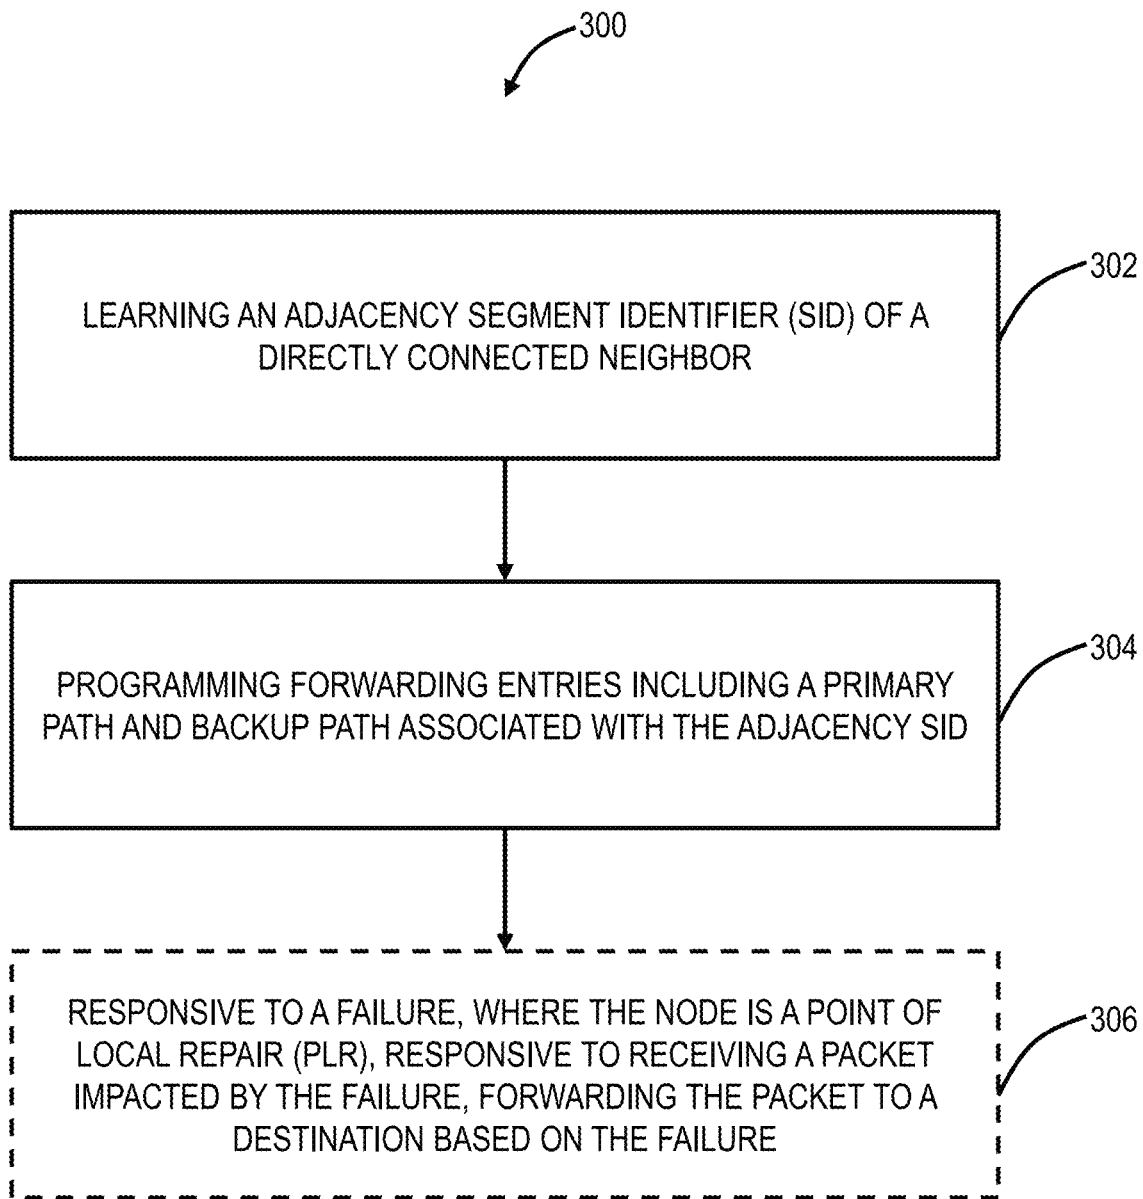 300
302
LEARNING AN ADJACENCY SEGMENT IDENTIFIER (SID) OF A
DIRECTLY CONNECTED NEIGHBOR
304
PROGRAMMING FORWARDING ENTRIES INCLUDING A PRIMARY
PATH AND BACKUP PATH ASSOCIATED WITH THE ADJACENCY SID
306
RESPONSIVE TO A FAILURE, WHERE THE NODE IS A POINT OF
LOCAL REPAIR (PLR), RESPONSIVE TO RECEIVING A PACKET
IMPACTED BY THE FAILURE, FORWARDING THE PACKET TO A
DESTINATION BASED ON THE FAILURE